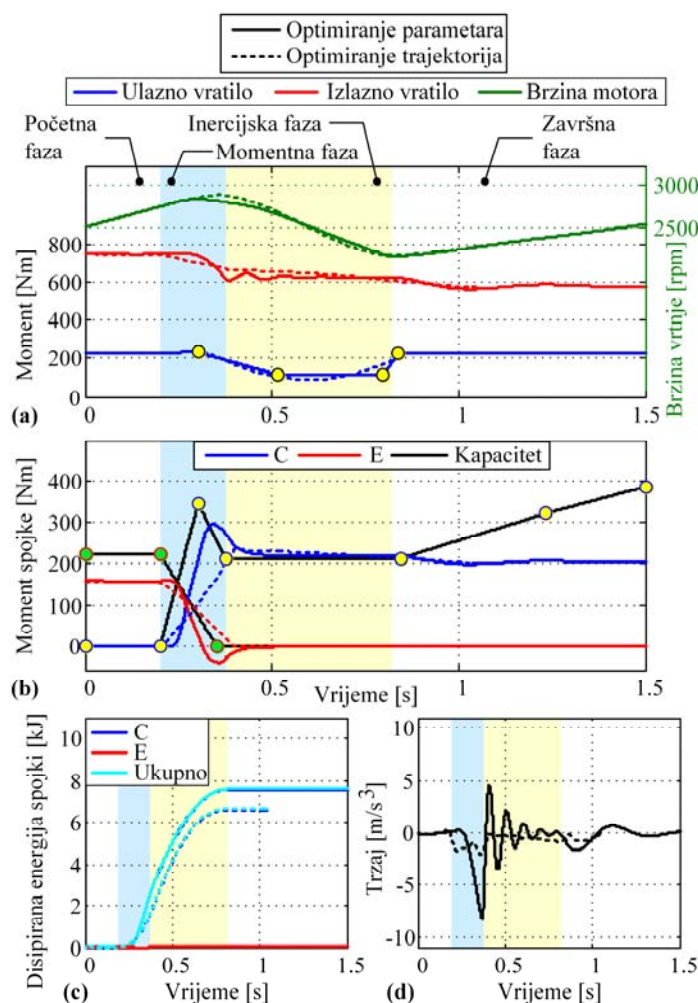 Optimiranje parametara
Optimiranje trajektorija
Ulazno vratilo Izlazno vratilo Brzina motora
Početna faza
Momentna faza
Inercijska faza
Završna faza
Moment [Nm]
800
600
400
200
0
3000
2500
Brzina vrtnje [rpm]
0 0.5 1 1.5
(a)
C E Kapacitet
Moment spojke [Nm]
400
300
200
100
0
0 0.5 1 1.5
Vrijeme [s]
(b)
C
E
Ukupno
Disipirana energija spojki [kJ]
10
8
6
4
2
0
0 0.5 1 1.5
Vrijeme [s]
(c)
Trzaj [m/s³]
10
5
0
-5
-10
0 0.5 1 1.5
Vrijeme [s]
(d)